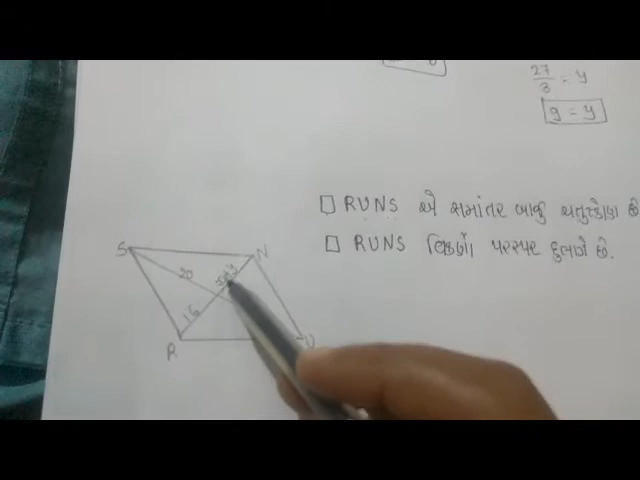 27/3 = y
9 = y
□ RUNS એ સમાંતર બાજુ ચતુષ્કોણ છે
□ RUNS વિકર્ણો પરસ્પર દુભાગે છે.
S N
20 x+y
16
R U